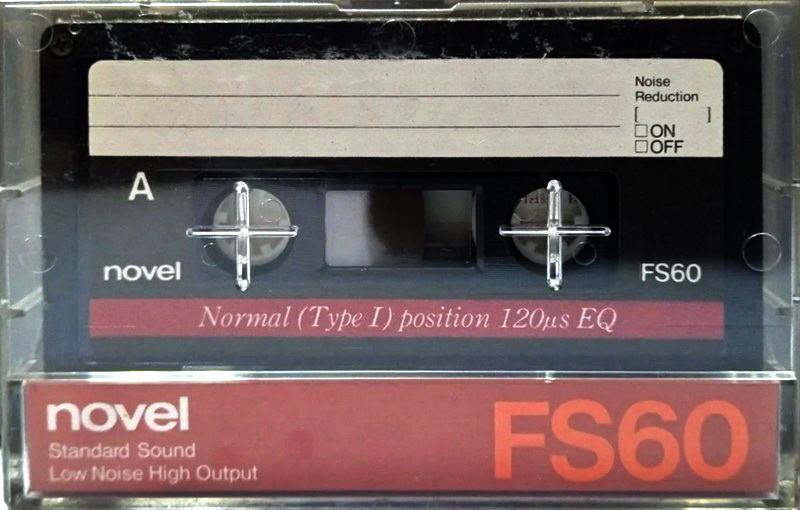 Noise
Reduction
[ ]
☐ON
☐OFF
A
novel
FS60
Normal (Type I) position 120µs EQ
novel
Standard Sound
Low Noise High Output
FS60